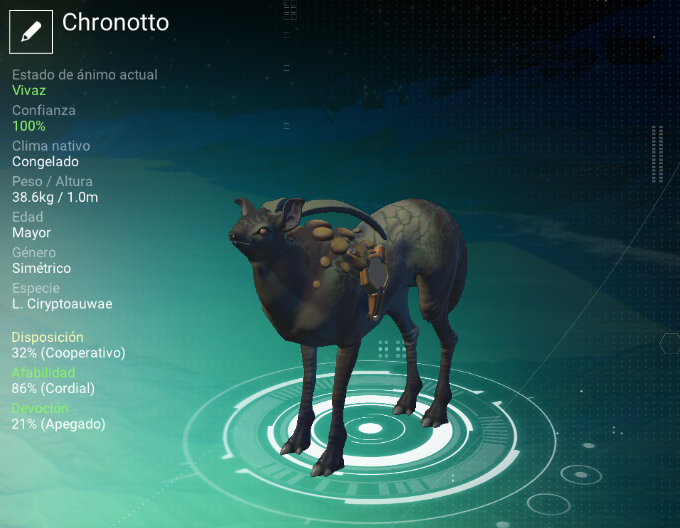 Chronotto
Estado de ánimo actual
Vivaz
Confianza
100%
Clima nativo
Congelado
Peso / Altura
38.6kg / 1.0m
Edad
Mayor
Género
Simétrico
Especie
L. Ciryptoauwae
Disposición
32% (Cooperativo)
Afabilidad
86% (Cordial)
Devoción
21% (Apegado)